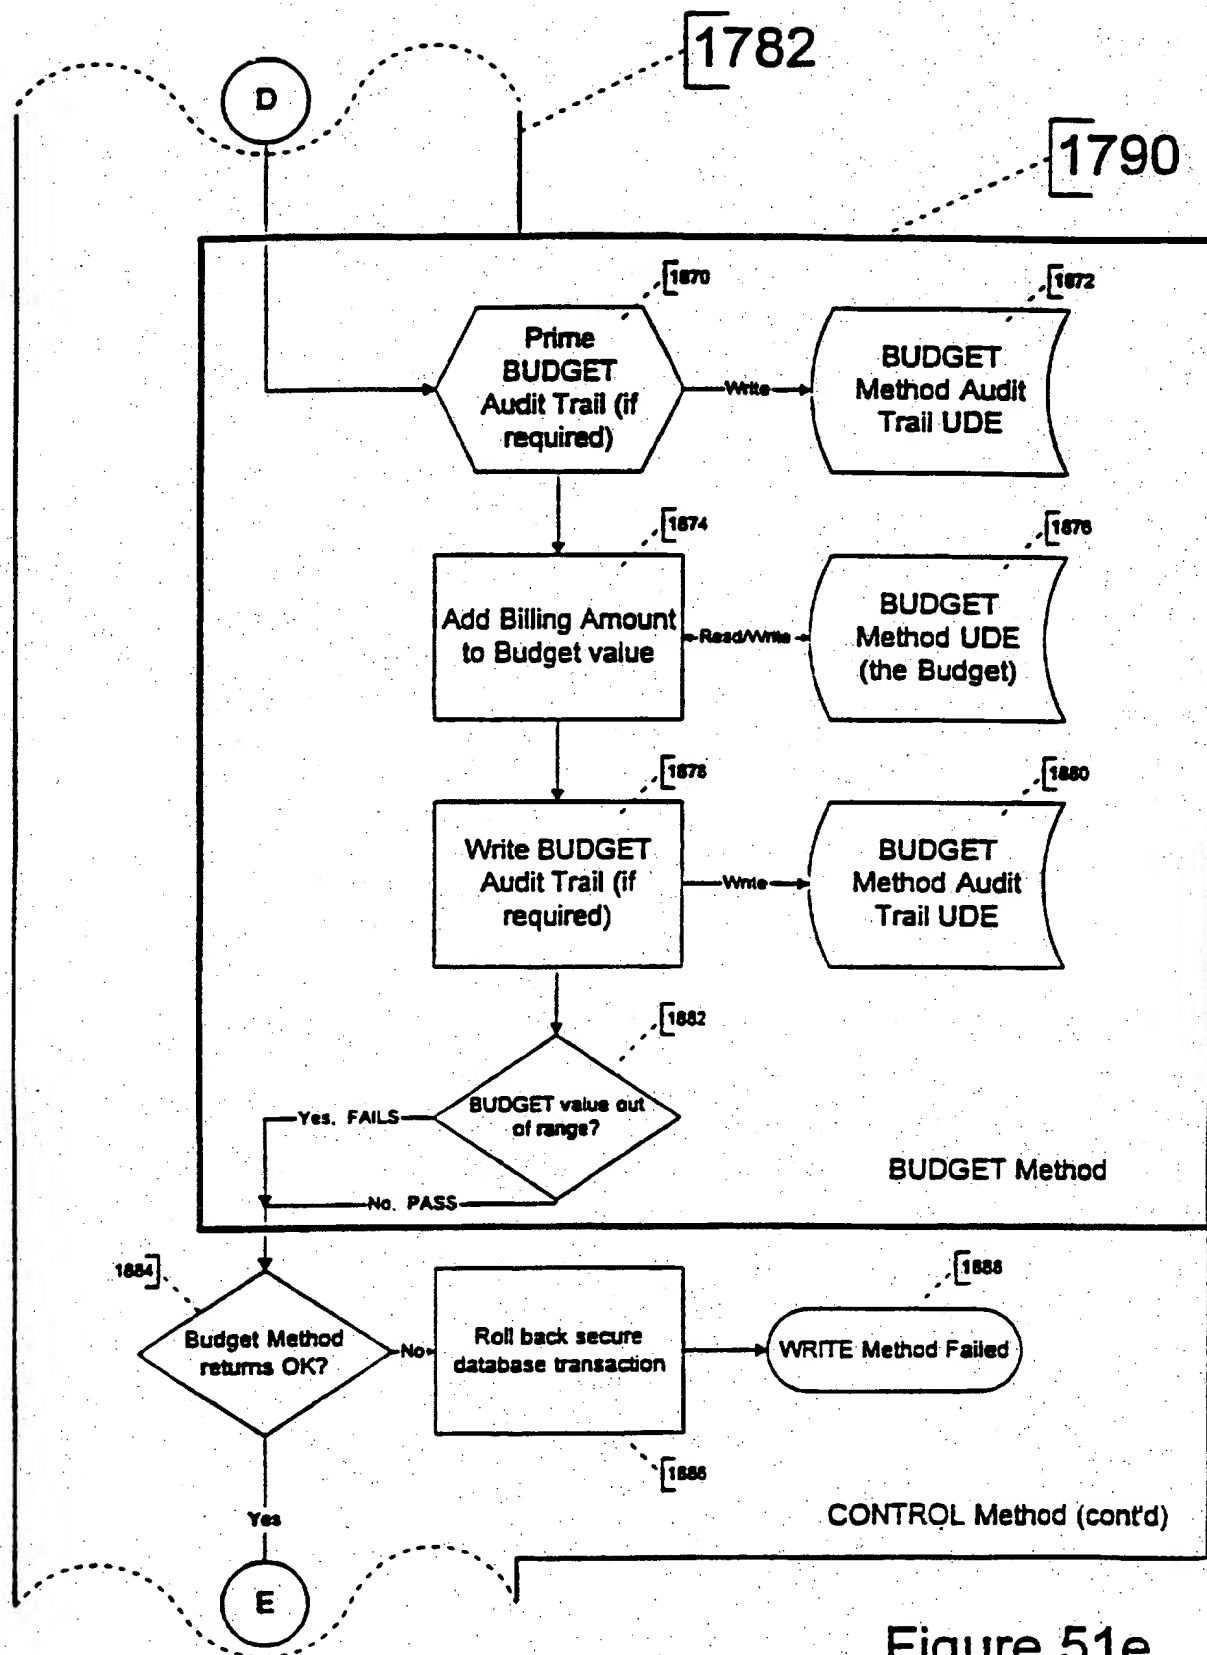 1782
D
1790
1870
1872
Prime
BUDGET
Audit Trail (if
required)
Write
BUDGET
Method Audit
Trail UDE
1874
1876
Add Billing Amount
to Budget value
Read/Write
BUDGET
Method UDE
(the Budget)
1878
1880
Write BUDGET
Audit Trail (if
required)
Write
BUDGET
Method Audit
Trail UDE
1882
BUDGET value out
of range?
Yes, FAILS
No, PASS
BUDGET Method
1884
1888
Budget Method
returns OK?
No
Roll back secure
database transaction
WRITE Method Failed
1886
Yes
CONTROL Method (cont'd)
E
Figure 51e